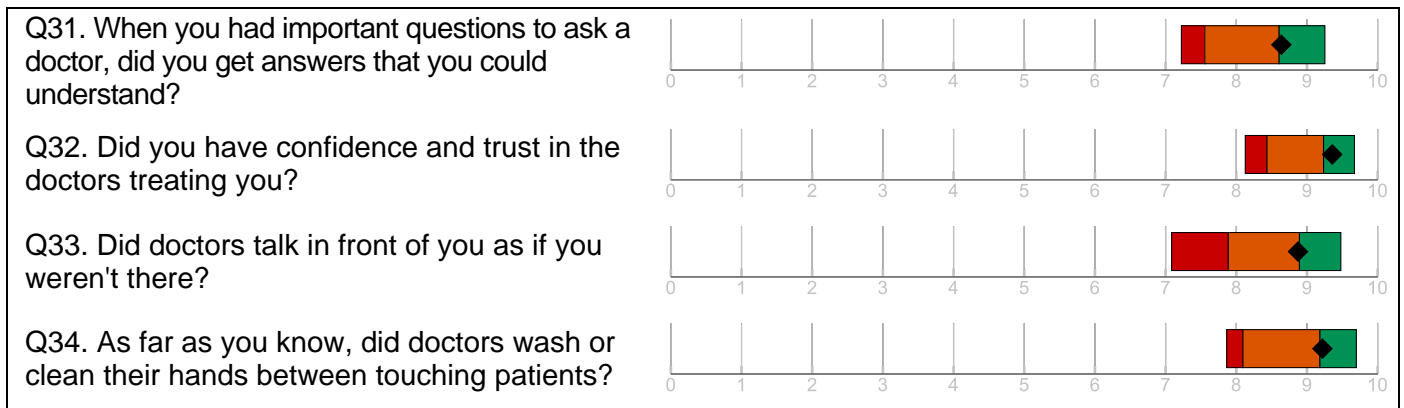 Q31. When you had important questions to ask a
doctor, did you get answers that you could
understand?
0 1 2 3 4 5 6 7 8 9 10
Q32. Did you have confidence and trust in the
doctors treating you?
0 1 2 3 4 5 6 7 8 9 10
Q33. Did doctors talk in front of you as if you
weren't there?
0 1 2 3 4 5 6 7 8 9 10
Q34. As far as you know, did doctors wash or
clean their hands between touching patients?
0 1 2 3 4 5 6 7 8 9 10